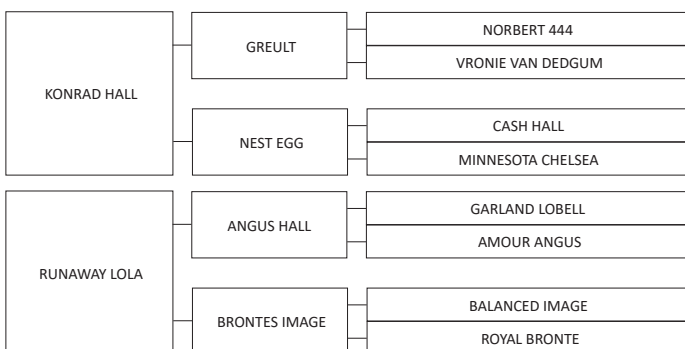 KONRAD HALL
GREULT
NORBERT 444
VRONIE VAN DEDGUM
NEST EGG
CASH HALL
MINNESOTA CHELSEA
RUNAWAY LOLA
ANGUS HALL
GARLAND LOBELL
AMOUR ANGUS
BRONTES IMAGE
BALANCED IMAGE
ROYAL BRONTE